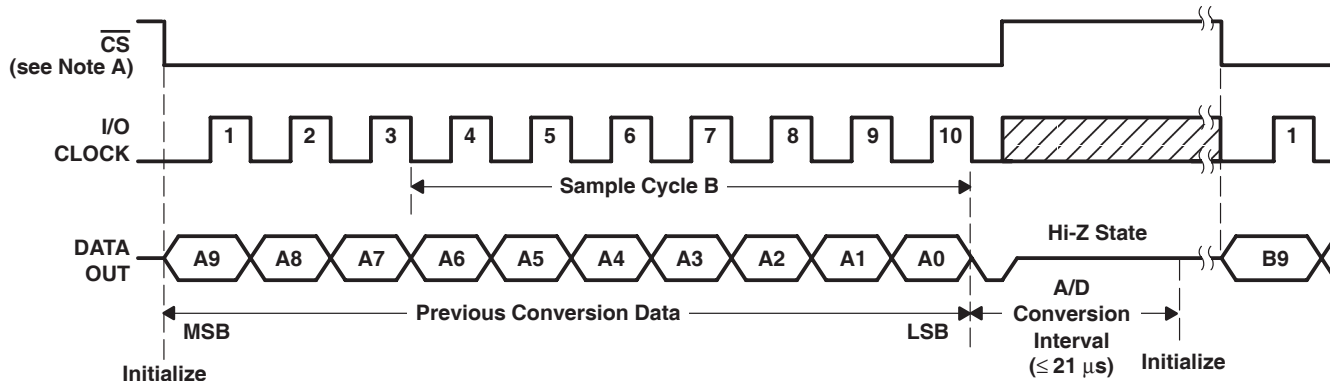 CS
(see Note A)
I/O
CLOCK
1 2 3 4 5 6 7 8 9 10 1
Sample Cycle B
DATA
OUT
A9 A8 A7 A6 A5 A4 A3 A2 A1 A0 B9
Hi-Z State
Previous Conversion Data
MSB
LSB
A/D
Conversion
Interval
(≤ 21 μs)
Initialize
Initialize